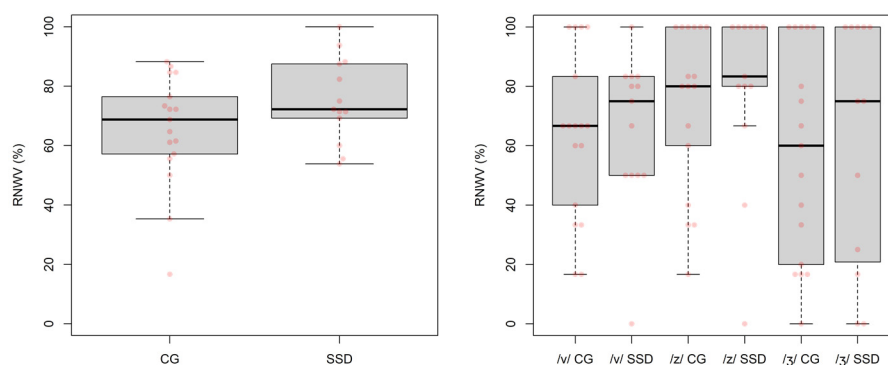 RNWV (%)
100
80
60
40
20
0
CG
SSD
RNWV (%)
100
80
60
40
20
0
/v/ CG
/v/ SSD
/z/ CG
/z/ SSD
/ʒ/ CG
/ʒ/ SSD